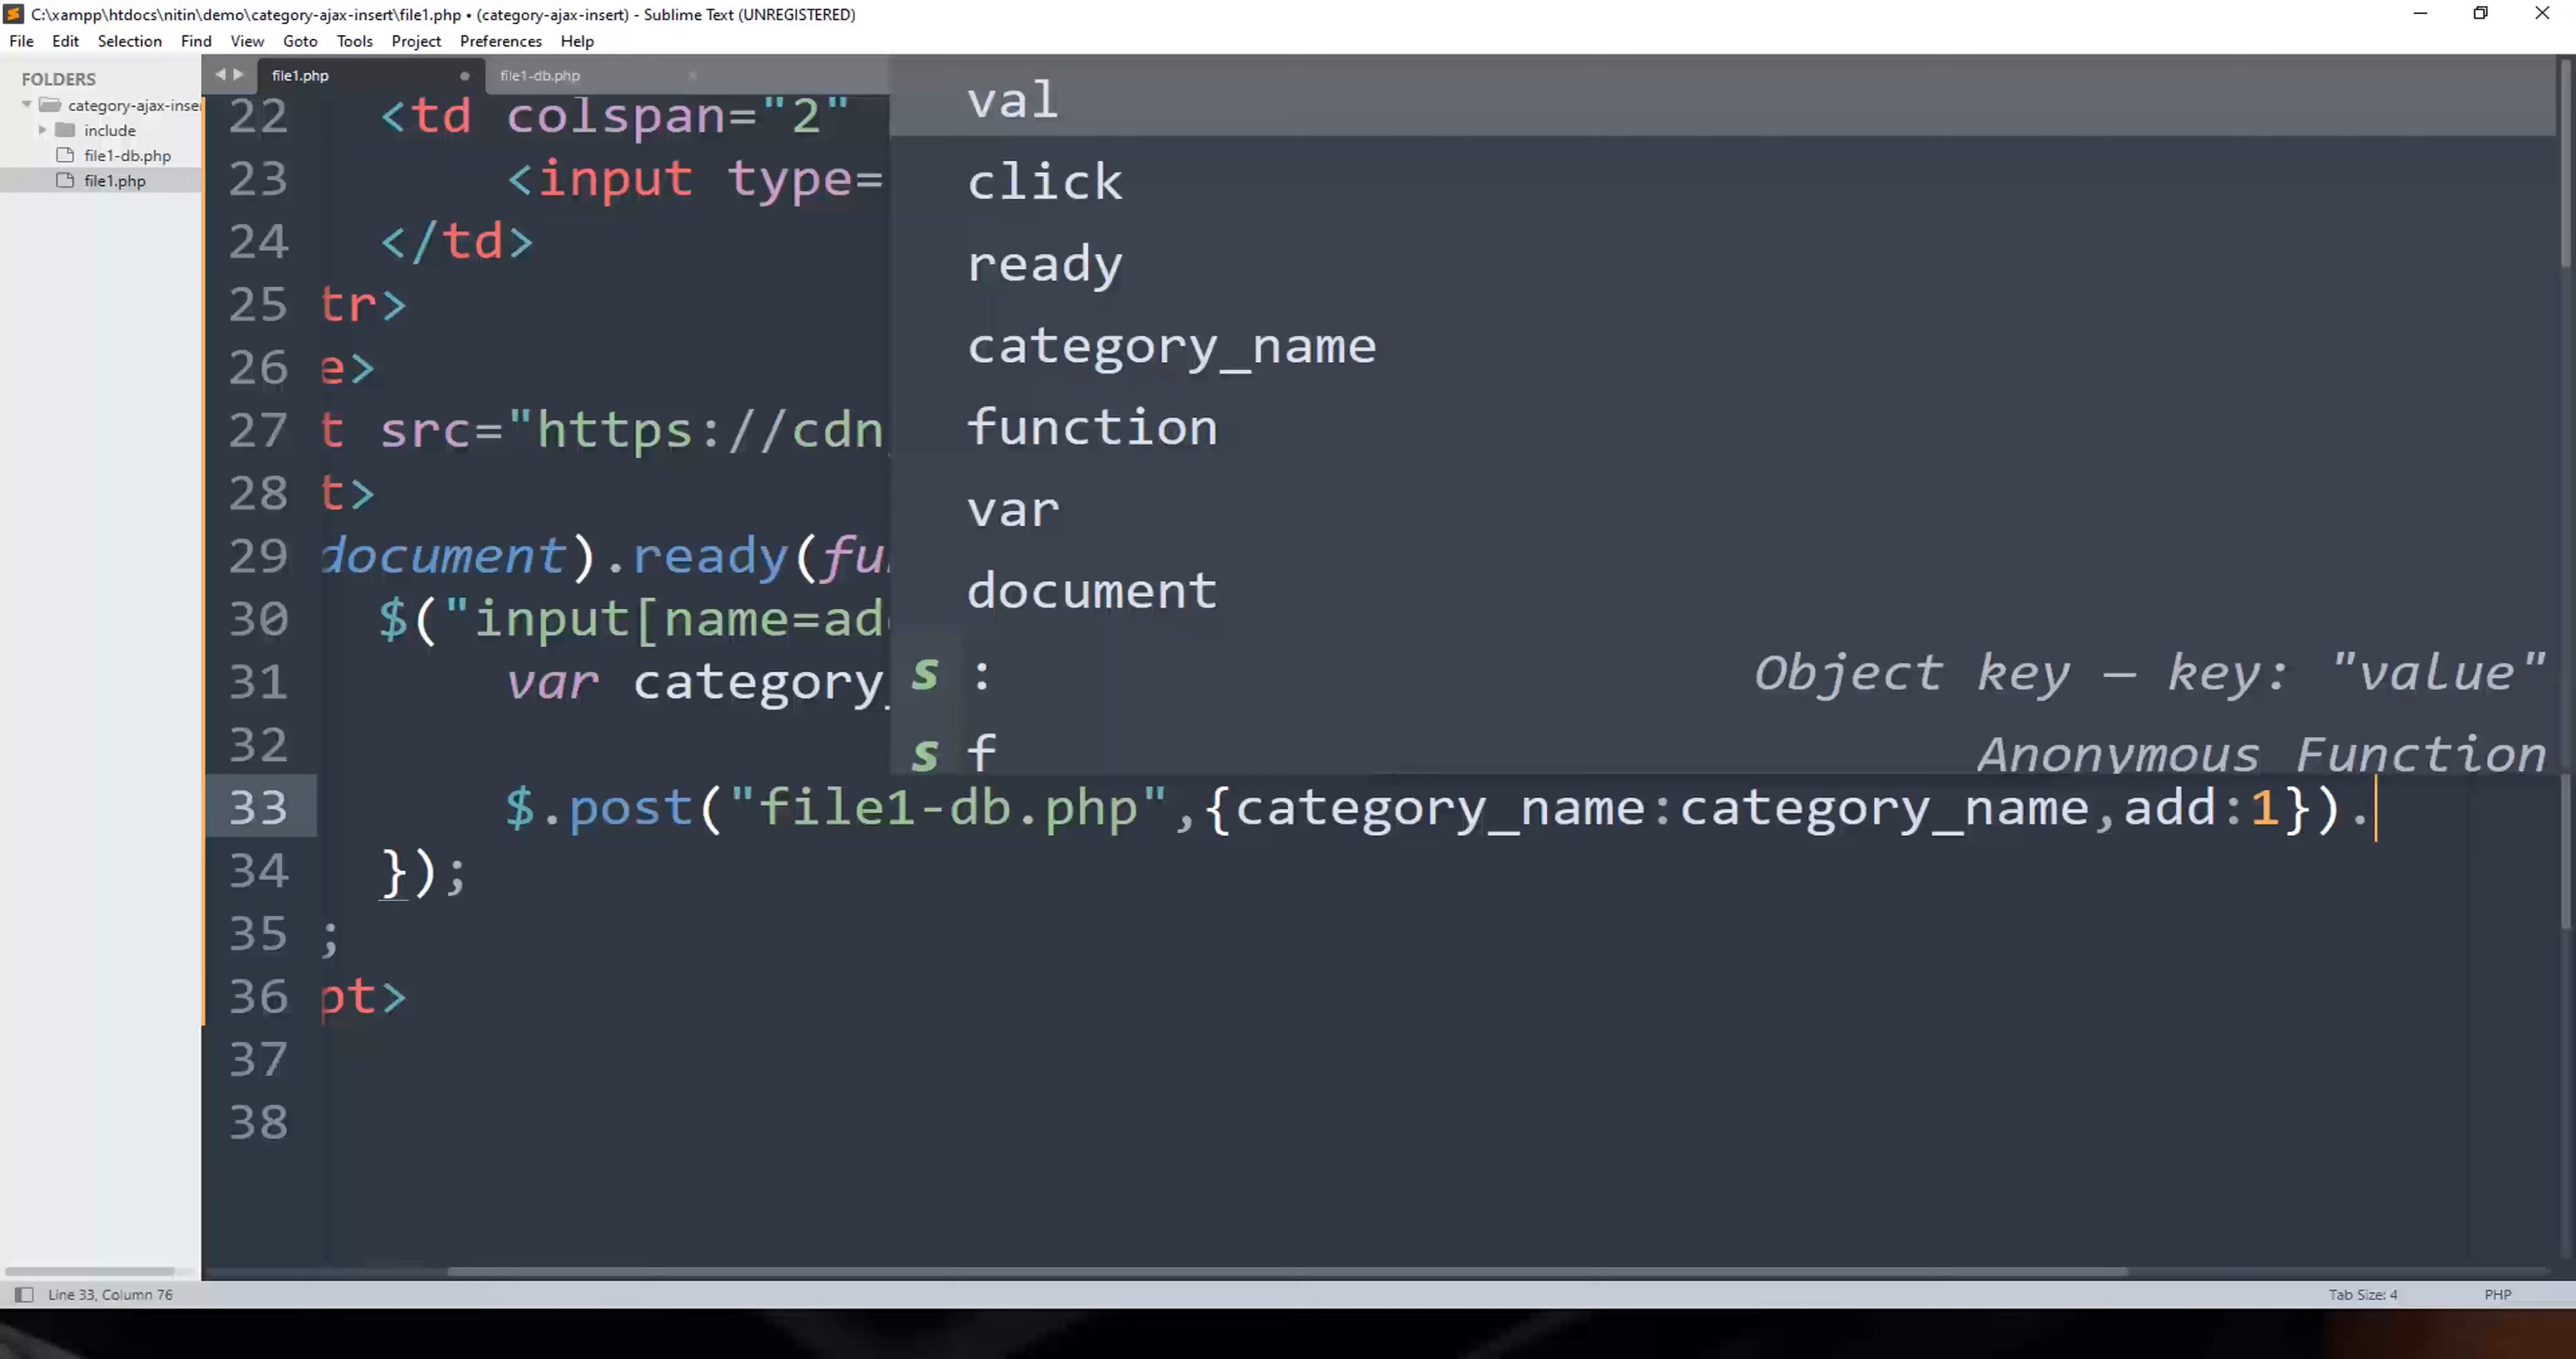 C:\xampp\htdocs\nitin\demo\category-ajax-insert\file1.php • (category-ajax-insert) - Sublime Text (UNREGISTERED)
File Edit Selection Find View Goto Tools Project Preferences Help
FOLDERS
category-ajax-inser
include
file1-db.php
file1.php
file1.php file1-db.php
22 <td colspan="2"
23 <input type=
24 </td>
25 tr>
26 e>
27 t src="https://cdn
28 t>
29 document).ready(fu
30 $("input[name=ad
31 var category_
32
33 $.post("file1-db.php",{category_name:category_name,add:1}).
34 });
35 ;
36 pt>
37
38
val
click
ready
category_name
function
var
document
s : Object key — key: "value"
s f Anonymous Function
Line 33, Column 76
Tab Size: 4 PHP